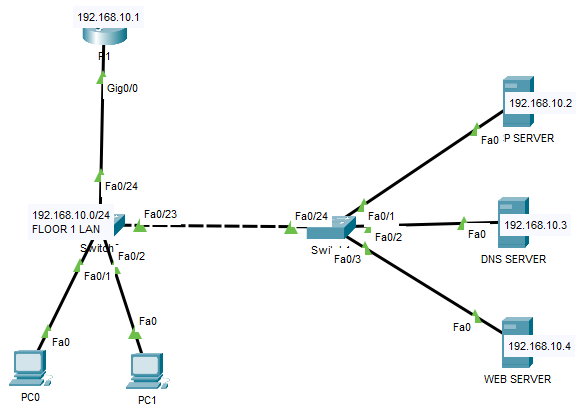 192.168.10.1
Gig0/0
192.168.10.2
P SERVER
Fa0
Fa0/24
192.168.10.0/24
FLOOR 1 LAN
Fa0/23
Fa0/24
Fa0/1
Fa0/2
Fa0/3
Fa0
192.168.10.3
DNS SERVER
Switch
Fa0/2
Fa0/1
Fa0
Fa0
Fa0
192.168.10.4
WEB SERVER
PC0
PC1